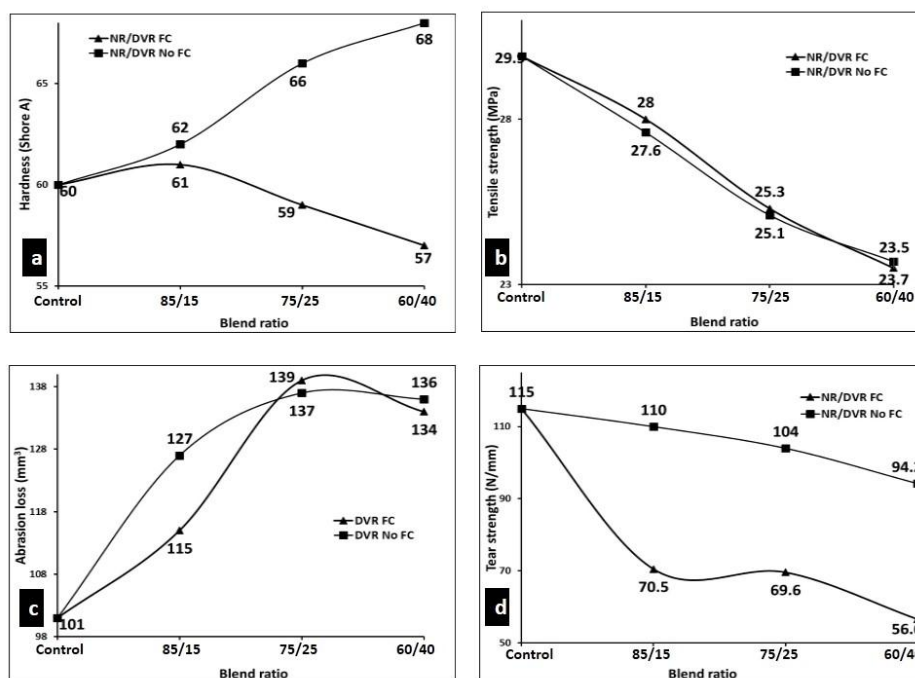 NR/DVR FC
NR/DVR No FC
Hardness (Shore A)
65
60
55
60
62
66
68
61
59
57
a
Control
85/15
75/25
60/40
Blend ratio
NR/DVR FC
NR/DVR No FC
Tensile strength (MPa)
28
23
28
27.6
25.3
25.1
23.5
23.7
b
Control
85/15
75/25
60/40
Blend ratio
DVR FC
DVR No FC
Abrasion loss (mm³)
138
128
118
108
98
101
127
115
139
137
136
134
c
Control
85/15
75/25
60/40
Blend ratio
NR/DVR FC
NR/DVR No FC
Tear strength (N/mm)
110
90
70
50
115
110
104
70.5
69.6
d
Control
85/15
75/25
Blend ratio